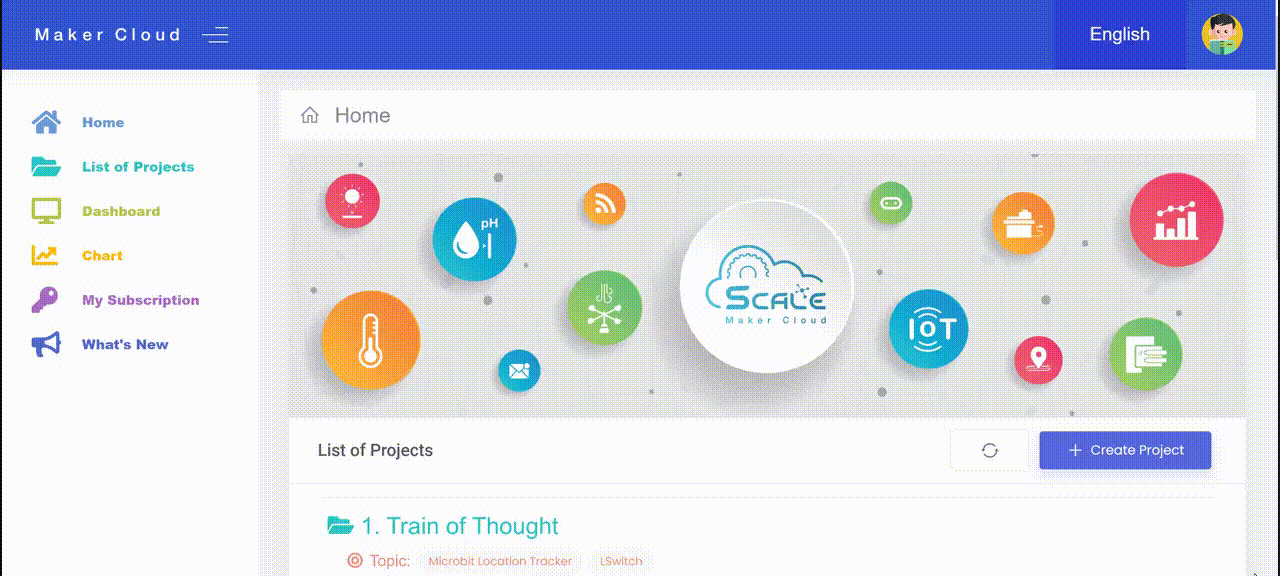 Maker Cloud
English
Home
List of Projects
Dashboard
Chart
My Subscription
What's New
Home
pH
SCALE
Maker Cloud
IoT
List of Projects
+ Create Project
1. Train of Thought
Topic: Microbit Location Tracker LSwitch